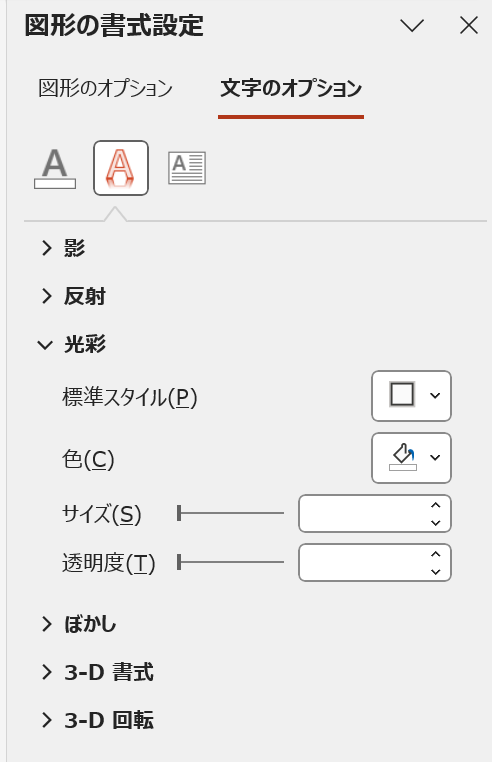 図形の書式設定
図形のオプション 文字のオプション
影
反射
光彩
標準スタイル(P)
色(C)
サイズ(S)
透明度(T)
ぼかし
3-D 書式
3-D 回転